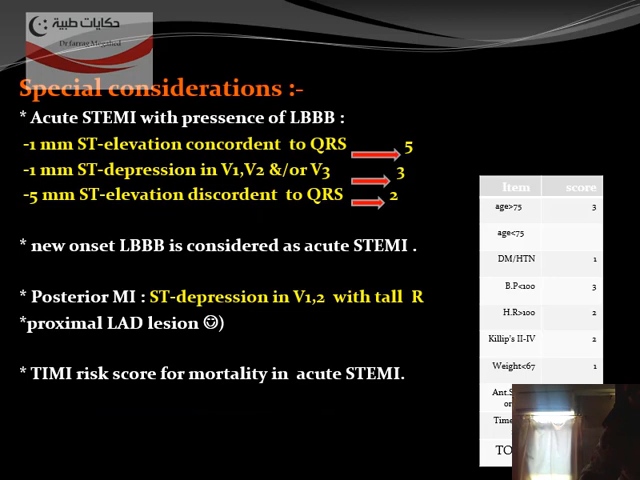 حكايات طبية
Dr farrag Megahed
Special considerations :-
* Acute STEMI with pressence of LBBB :
-1 mm ST-elevation concordent to QRS 5
-1 mm ST-depression in V1,V2 &/or V3 3
-5 mm ST-elevation discordent to QRS 2
* new onset LBBB is considered as acute STEMI .
* Posterior MI : ST-depression in V1,2 with tall R
*proximal LAD lesion ☺)
* TIMI risk score for mortality in acute STEMI.
Item score
age>75 3
age<75
DM/HTN 1
B.P<100 3
H.R>100 2
Killip's II-IV 2
Weight<67 1
Ant.S
or
Time
TO